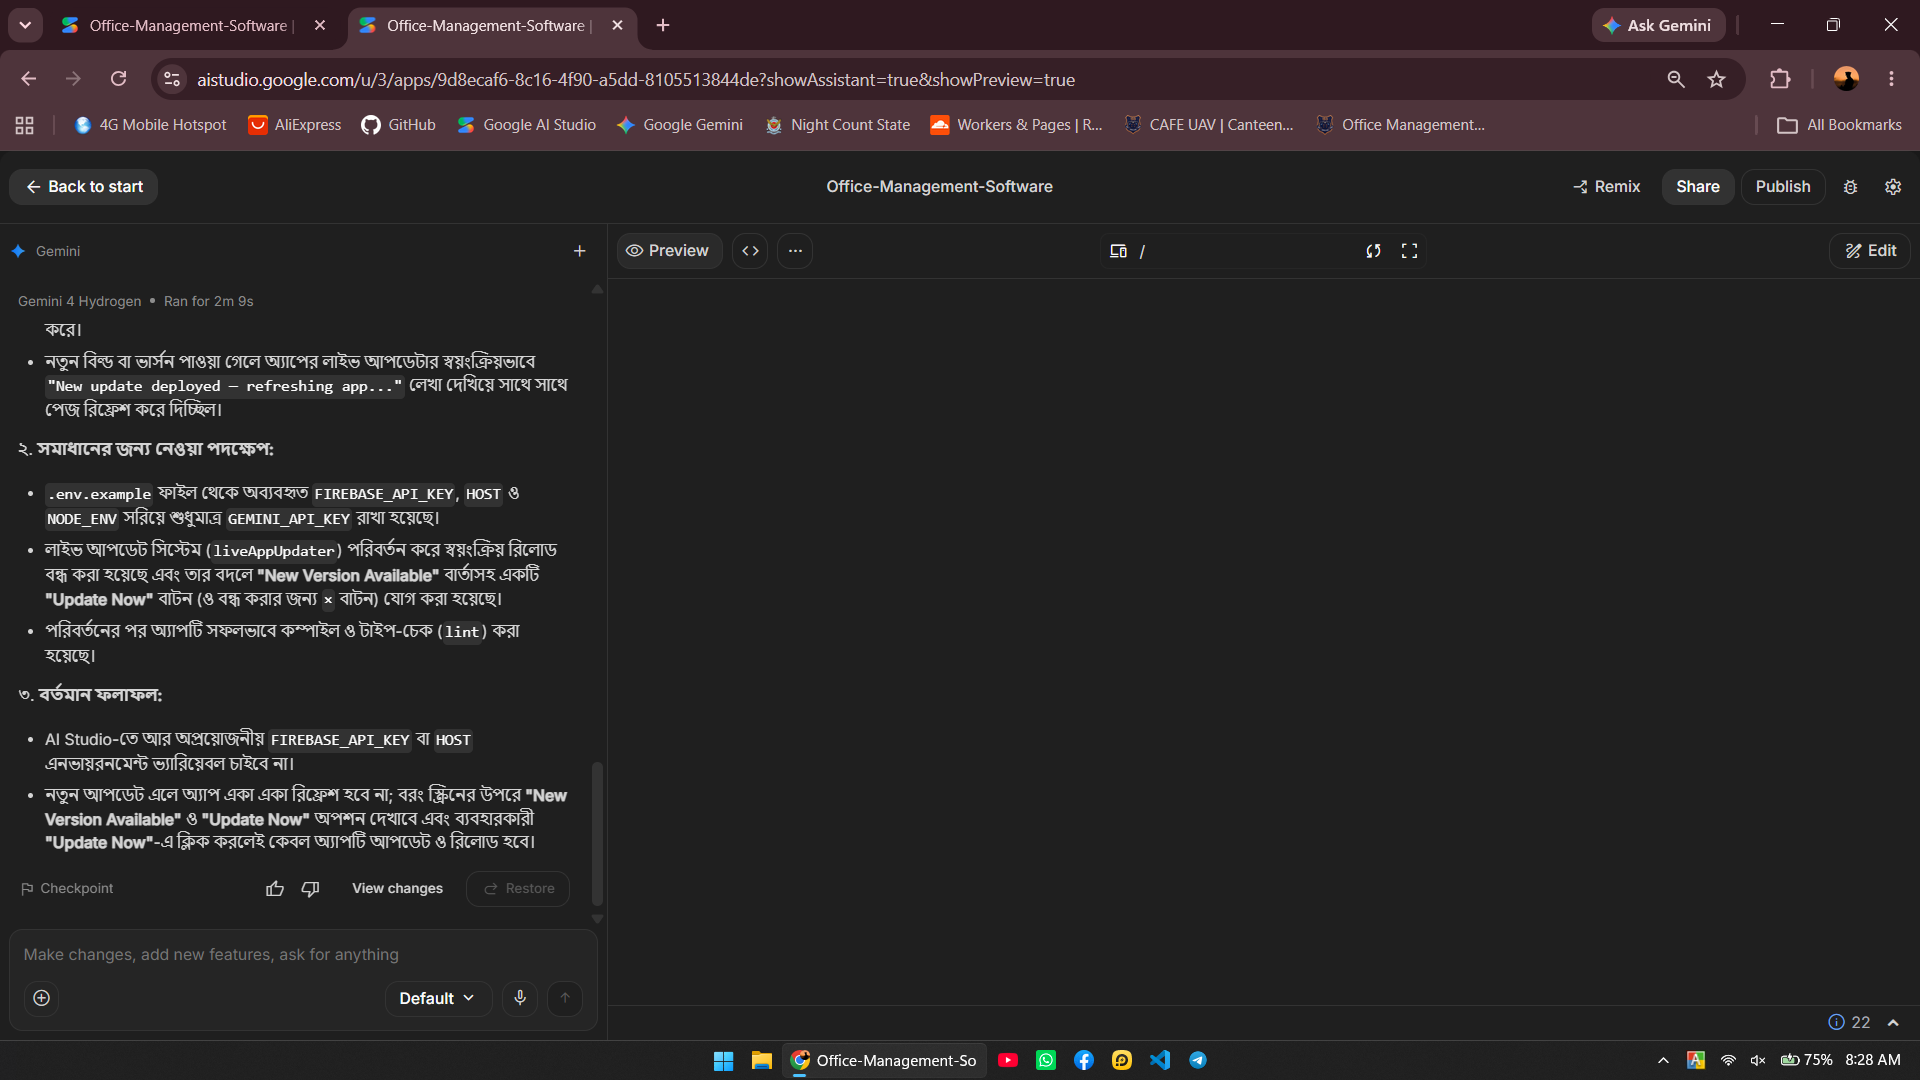 Office-Management-Software |
Office-Management-Software |
Ask Gemini
aistudio.google.com/u/3/apps/9d8ecaf6-8c16-4f90-a5dd-8105513844de?showAssistant=true&showPreview=true
4G Mobile Hotspot
AliExpress
GitHub
Google AI Studio
Google Gemini
Night Count State
Workers & Pages | R...
CAFE UAV | Canteen...
Office Management...
All Bookmarks
Back to start
Office-Management-Software
Remix
Share
Publish
Gemini
Preview
/
Edit
Gemini 4 Hydrogen • Ran for 2m 9s
করে।
• নতুন বিল্ড বা ভার্সন পাওয়া গেলে অ্যাপের লাইভ আপডেটার স্বয়ংক্রিয়ভাবে
"New update deployed — refreshing app..." লেখা দেখিয়ে সাথে সাথে
পেজ রিফ্রেশ করে দিচ্ছিল।
২. সমাধানের জন্য নেওয়া পদক্ষেপ:
• .env.example ফাইল থেকে অব্যবহৃত FIREBASE_API_KEY, HOST ও
NODE_ENV সরিয়ে শুধুমাত্র GEMINI_API_KEY রাখা হয়েছে।
• লাইভ আপডেট সিস্টেম (liveAppUpdater) পরিবর্তন করে স্বয়ংক্রিয় রিলোড
বন্ধ করা হয়েছে এবং তার বদলে "New Version Available" বার্তাসহ একটি
"Update Now" বাটন (ও বন্ধ করার জন্য × বাটন) যোগ করা হয়েছে।
• পরিবর্তনের পর অ্যাপটি সফলভাবে কম্পাইল ও টাইপ-চেক (lint) করা
হয়েছে।
৩. বর্তমান ফলাফল:
• AI Studio-তে আর অপ্রয়োজনীয় FIREBASE_API_KEY বা HOST
এনভায়রনমেন্ট ভ্যারিয়েবল চাইবে না।
• নতুন আপডেট এলে অ্যাপ একা একা রিফ্রেশ হবে না; বরং স্ক্রিনের উপরে "New
Version Available" ও "Update Now" অপশন দেখাবে এবং ব্যবহারকারী
"Update Now"-এ ক্লিক করলেই কেবল অ্যাপটি আপডেট ও রিলোড হবে।
Checkpoint
View changes
Restore
Make changes, add new features, ask for anything
Default
22
Office-Management-So
75%
8:28 AM